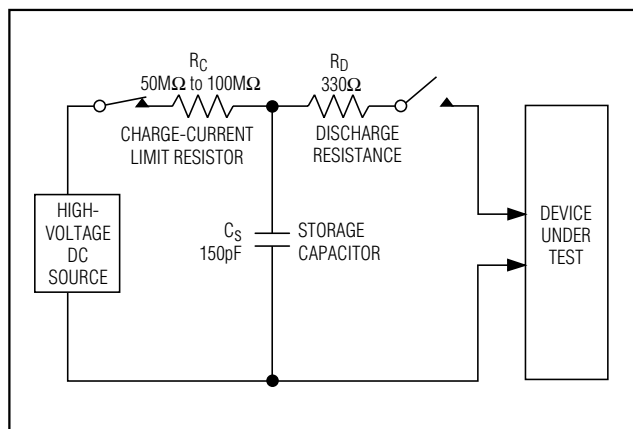 R_C
50MΩ to 100MΩ
CHARGE-CURRENT
LIMIT RESISTOR
R_D
330Ω
DISCHARGE
RESISTANCE
HIGH-
VOLTAGE
DC
SOURCE
C_S
150pF
STORAGE
CAPACITOR
DEVICE
UNDER
TEST